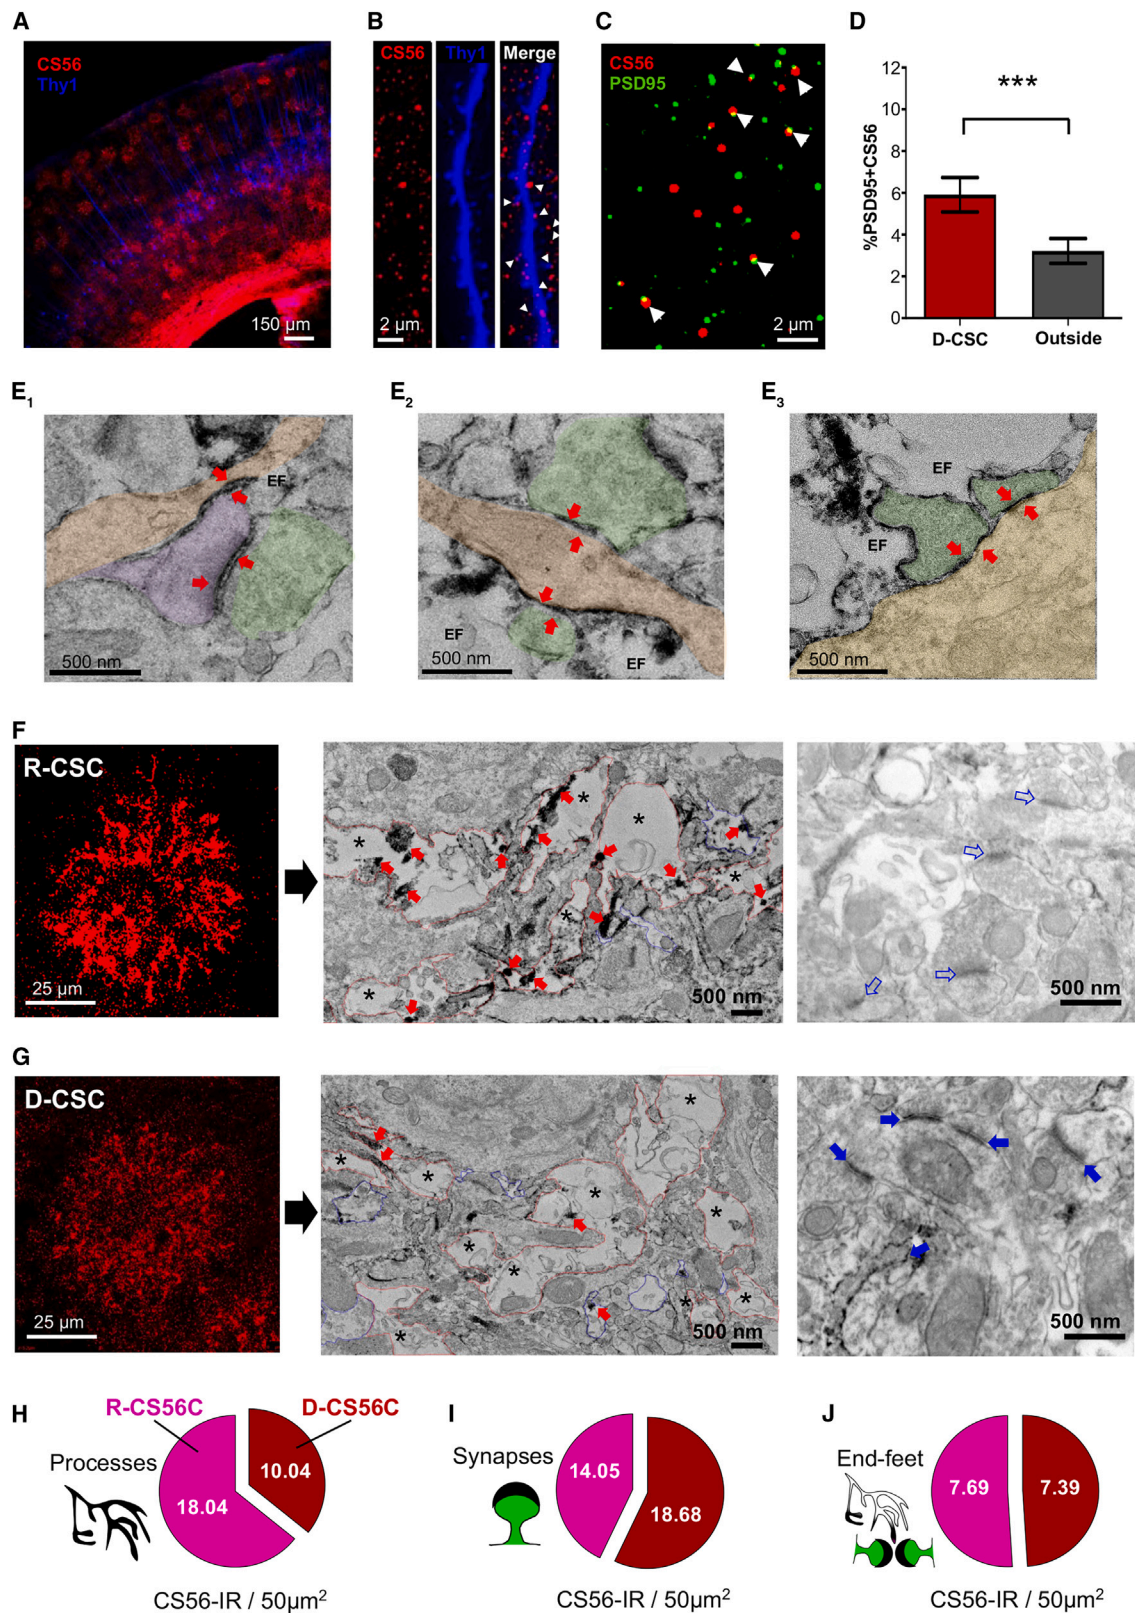 A
CS56
Thy1
150 µm
B
CS56 Thy1 Merge
2 µm
C
CS56
PSD95
2 µm
D
%PSD95+CS56
12
10
8
6
4
2
0
***
D-CSC Outside
E1
EF
500 nm
E2
EF
EF
500 nm
E3
EF
EF
500 nm
F
R-CSC
25 µm
* * * * * *
500 nm
500 nm
G
D-CSC
25 µm
* * * * * * * * * *
500 nm
500 nm
H
R-CS56C D-CS56C
Processes
10.04
18.04
CS56-IR / 50µm²
I
Synapses
14.05
18.68
CS56-IR / 50µm²
J
End-feet
7.69
7.39
CS56-IR / 50µm²